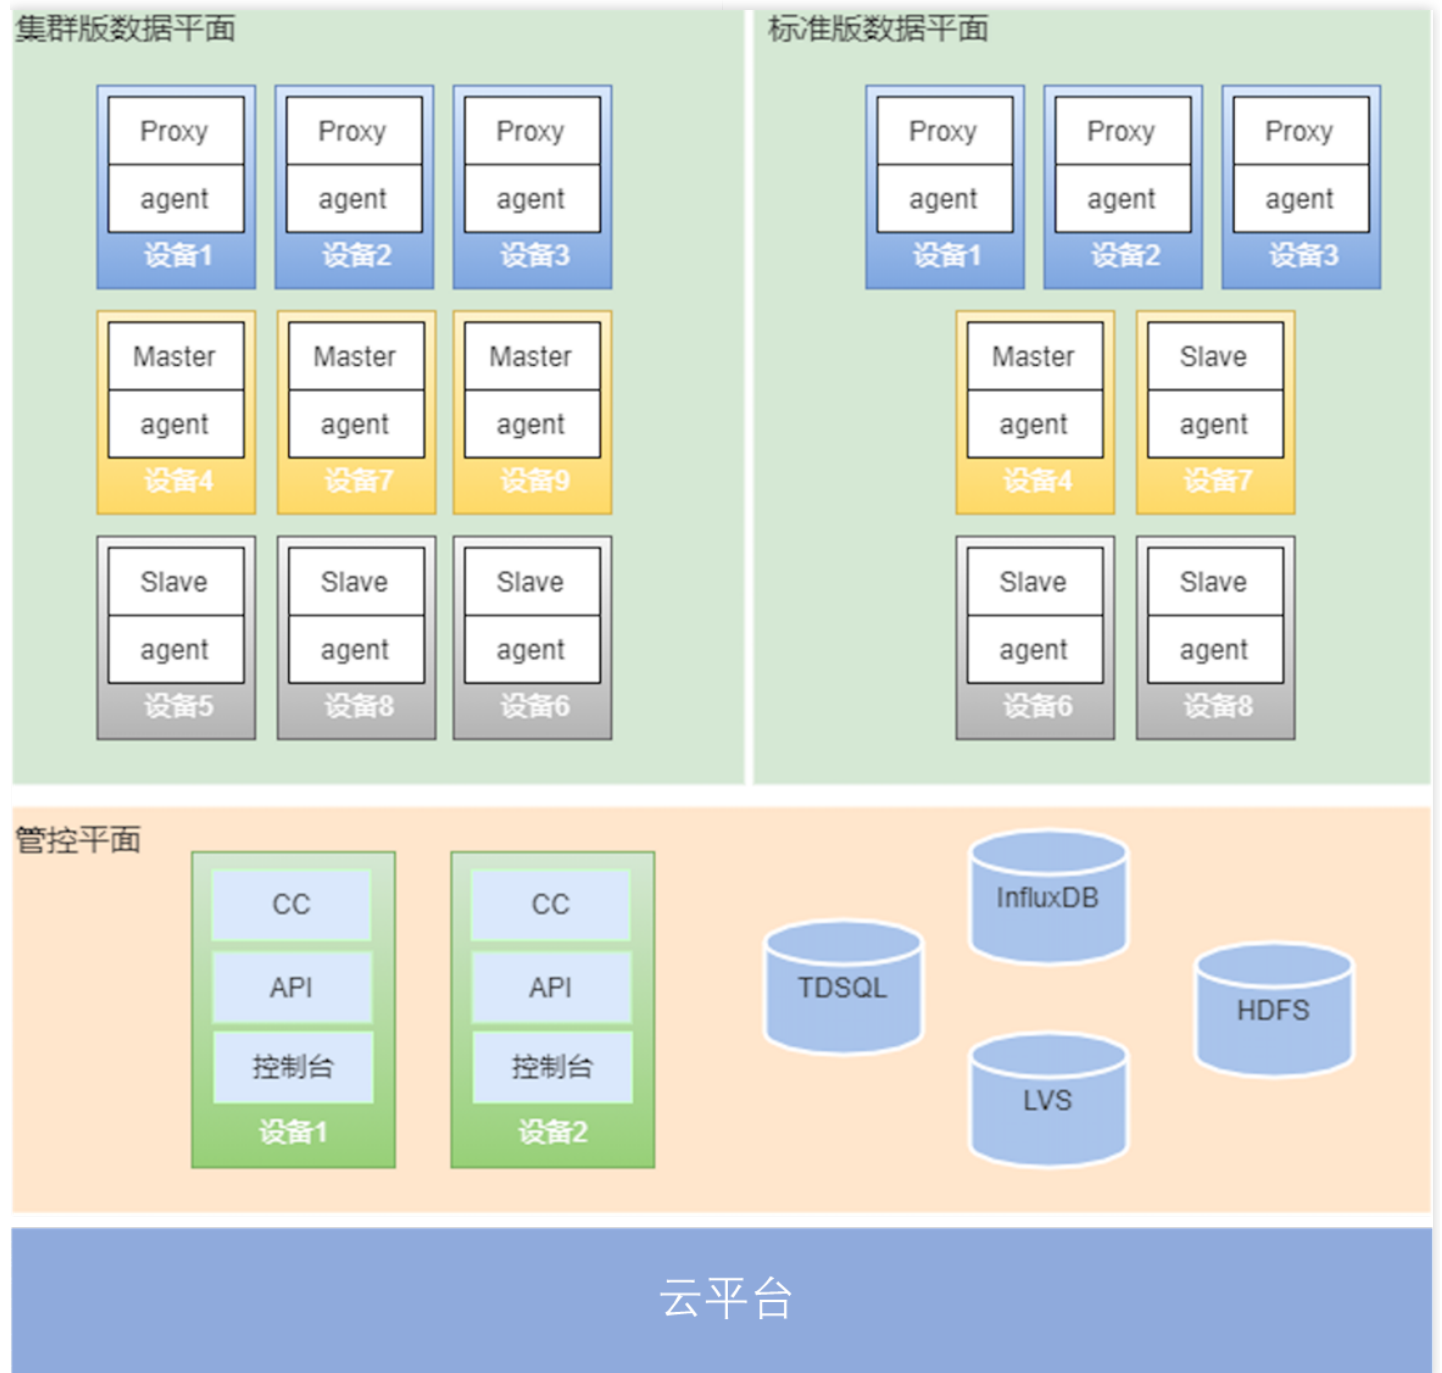 集群版数据平面
Proxy
agent
设备1
Proxy
agent
设备2
Proxy
agent
设备3
Master
agent
设备4
Master
agent
设备7
Master
agent
设备9
Slave
agent
设备5
Slave
agent
设备8
Slave
agent
设备6
标准版数据平面
Proxy
agent
设备1
Proxy
agent
设备2
Proxy
agent
设备3
Master
agent
设备4
Slave
agent
设备7
Slave
agent
设备6
Slave
agent
设备8
管控平面
CC
API
控制台
设备1
CC
API
控制台
设备2
TDSQL
InfluxDB
LVS
HDFS
云平台